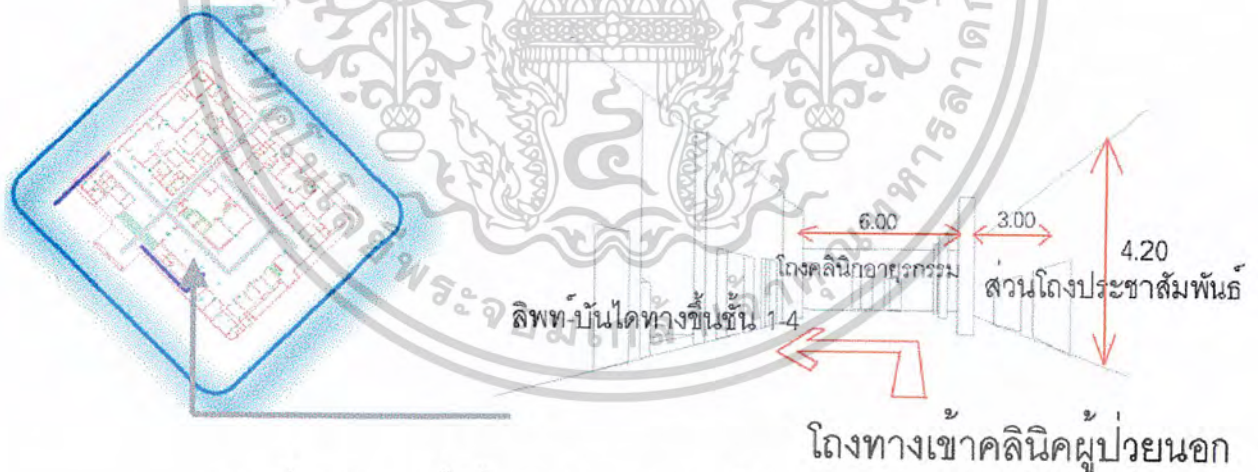 6.00
3.00
4.20
โถงคลินิกอายุรกรรม
ส่วนโถงประชาสัมพันธ์
ลิฟท์-บันไดทางขึ้นชั้น 1-4
โถงทางเข้าคลินิคผู้ป่วยนอก